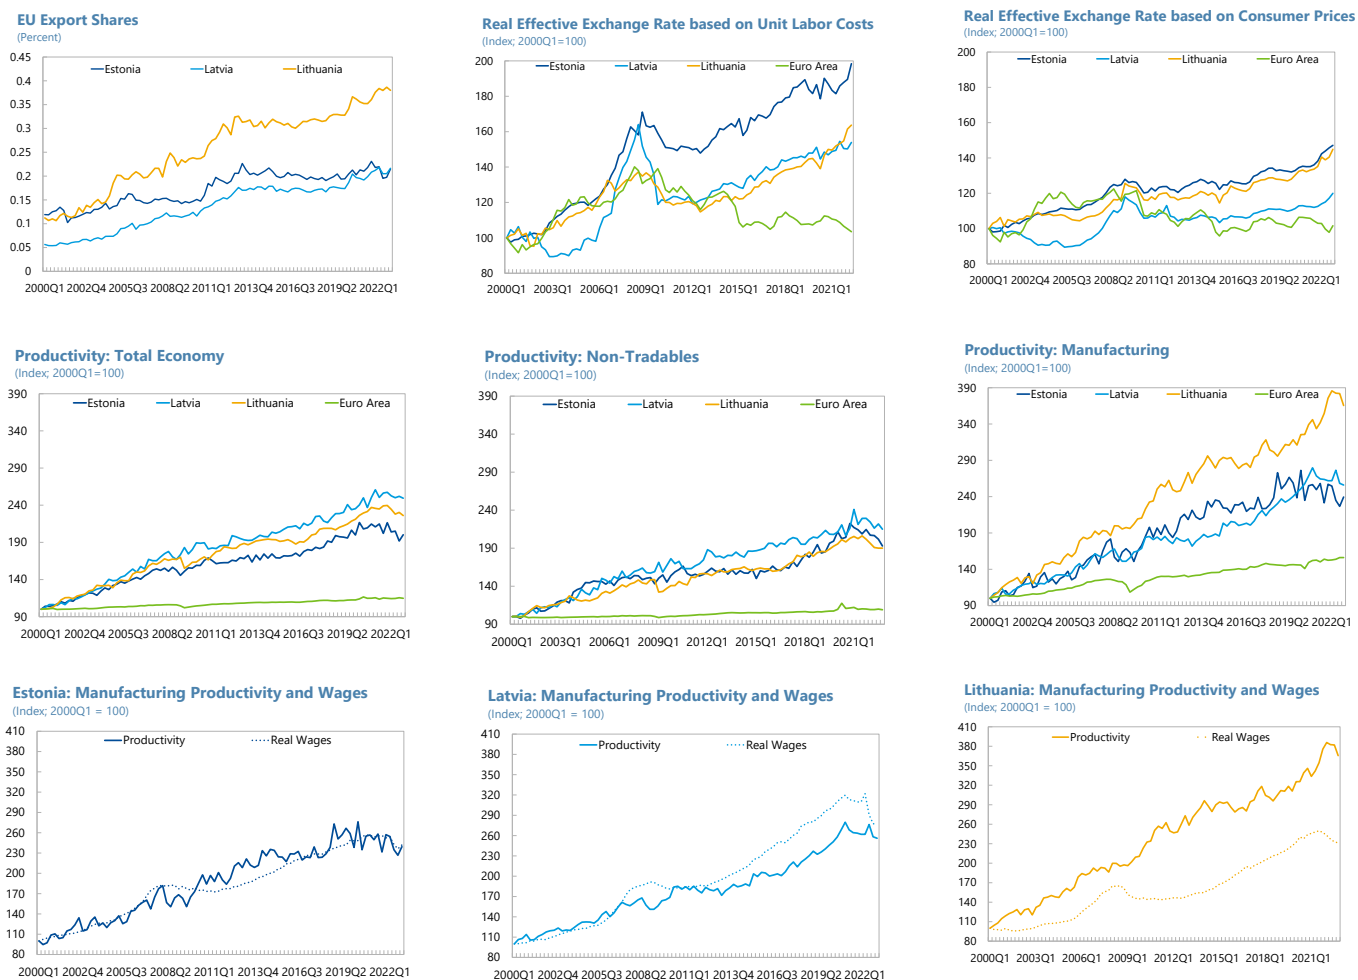 EU Export Shares
(Percent)
0.45
Estonia Latvia Lithuania
0.4
0.35
0.3
0.25
0.2
0.15
0.1
0.05
0
2000Q1 2002Q4 2005Q3 2008Q2 2011Q1 2013Q4 2016Q3 2019Q2 2022Q1
Real Effective Exchange Rate based on Unit Labor Costs
(Index; 2000Q1=100)
200
Estonia Latvia Lithuania Euro Area
180
160
140
120
100
80
2000Q1 2003Q1 2006Q1 2009Q1 2012Q1 2015Q1 2018Q1 2021Q1
Real Effective Exchange Rate based on Consumer Prices
(Index; 2000Q1=100)
200
Estonia Latvia Lithuania Euro Area
180
160
140
120
100
80
2000Q1 2002Q4 2005Q3 2008Q2 2011Q1 2013Q4 2016Q3 2019Q2 2022Q1
Productivity: Total Economy
(Index; 2000Q1=100)
390
Estonia Latvia Lithuania Euro Area
340
290
240
190
140
90
2000Q1 2002Q4 2005Q3 2008Q2 2011Q1 2013Q4 2016Q3 2019Q2 2022Q1
Productivity: Non-Tradables
(Index; 2000Q1=100)
390
Estonia Latvia Lithuania Euro Area
340
290
240
190
140
90
2000Q1 2003Q1 2006Q1 2009Q1 2012Q1 2015Q1 2018Q1 2021Q1
Productivity: Manufacturing
(Index; 2000Q1=100)
390
Estonia Latvia Lithuania Euro Area
340
290
240
190
140
90
2000Q1 2002Q4 2005Q3 2008Q2 2011Q1 2013Q4 2016Q3 2019Q2 2022Q1
Estonia: Manufacturing Productivity and Wages
(Index; 2000Q1 = 100)
410
Productivity Real Wages
380
350
320
290
260
230
200
170
140
110
80
2000Q1 2002Q4 2005Q3 2008Q2 2011Q1 2013Q4 2016Q3 2019Q2 2022Q1
Latvia: Manufacturing Productivity and Wages
(Index; 2000Q1 = 100)
410
Productivity Real Wages
380
350
320
290
260
230
200
170
140
110
80
2000Q1 2002Q4 2005Q3 2008Q2 2011Q1 2013Q4 2016Q3 2019Q2 2022Q1
Lithuania: Manufacturing Productivity and Wages
(Index; 2000Q1 = 100)
410
Productivity Real Wages
380
350
320
290
260
230
200
170
140
110
80
2000Q1 2003Q1 2006Q1 2009Q1 2012Q1 2015Q1 2018Q1 2021Q1